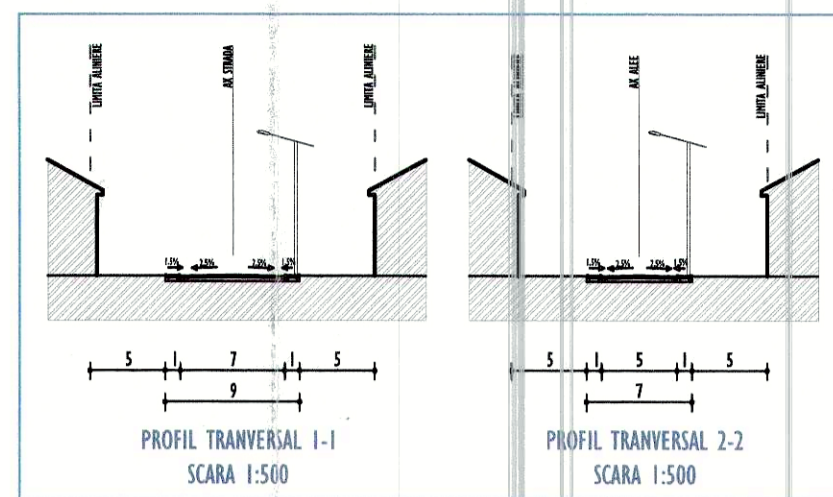 LIMITA ALINIERE
AX STRADA
LIMITA ALINIERE
1.5% 2.5% 2.5% 1.5%
5 1 7 1 5
9
PROFIL TRANVERSAL 1-1
SCARA 1:500
LIMITA ALINIERE
AX ALEE
LIMITA ALINIERE
1.5% 2.5% 2.5% 1.5%
5 1 5 1 5
7
PROFIL TRANVERSAL 2-2
SCARA 1:500